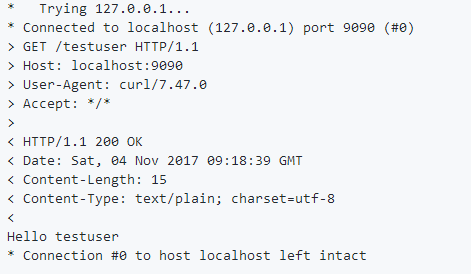 *   Trying 127.0.0.1...
* Connected to localhost (127.0.0.1) port 9090 (#0)
> GET /testuser HTTP/1.1
> Host: localhost:9090
> User-Agent: curl/7.47.0
> Accept: */*
>
< HTTP/1.1 200 OK
< Date: Sat, 04 Nov 2017 09:18:39 GMT
< Content-Length: 15
< Content-Type: text/plain; charset=utf-8
<
Hello testuser
* Connection #0 to host localhost left intact